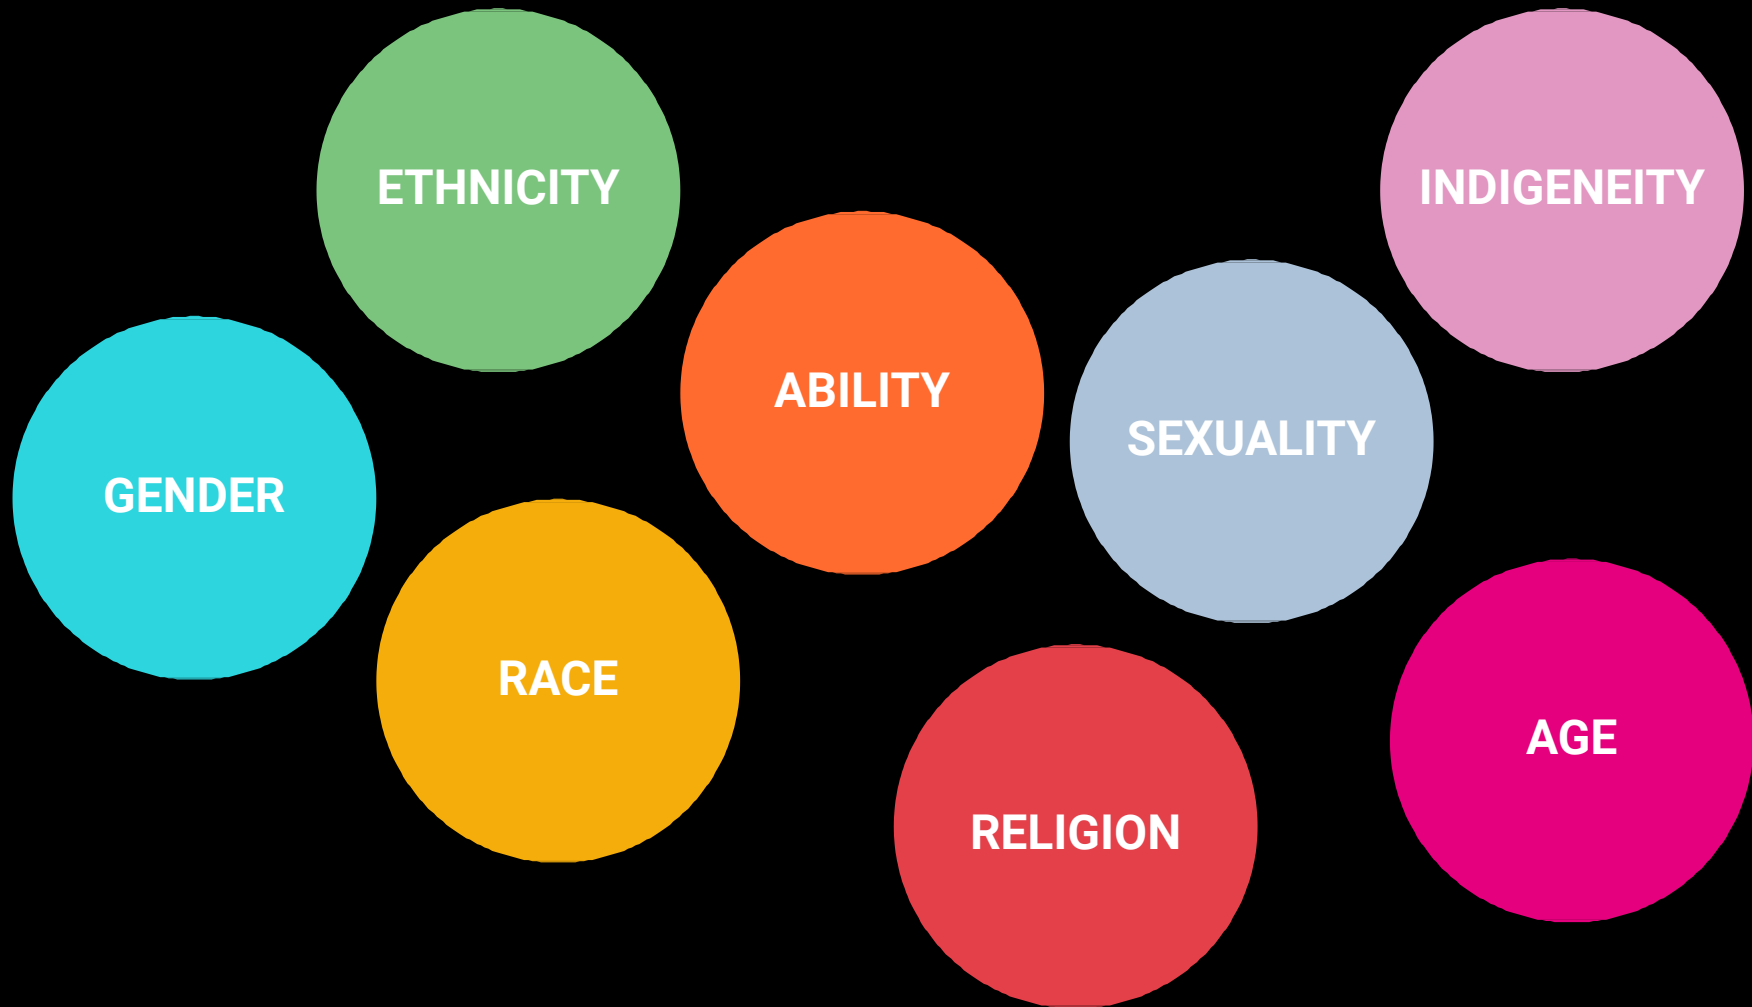 ETHNICITY
INDIGENEITY
ABILITY
SEXUALITY
GENDER
RACE
AGE
RELIGION